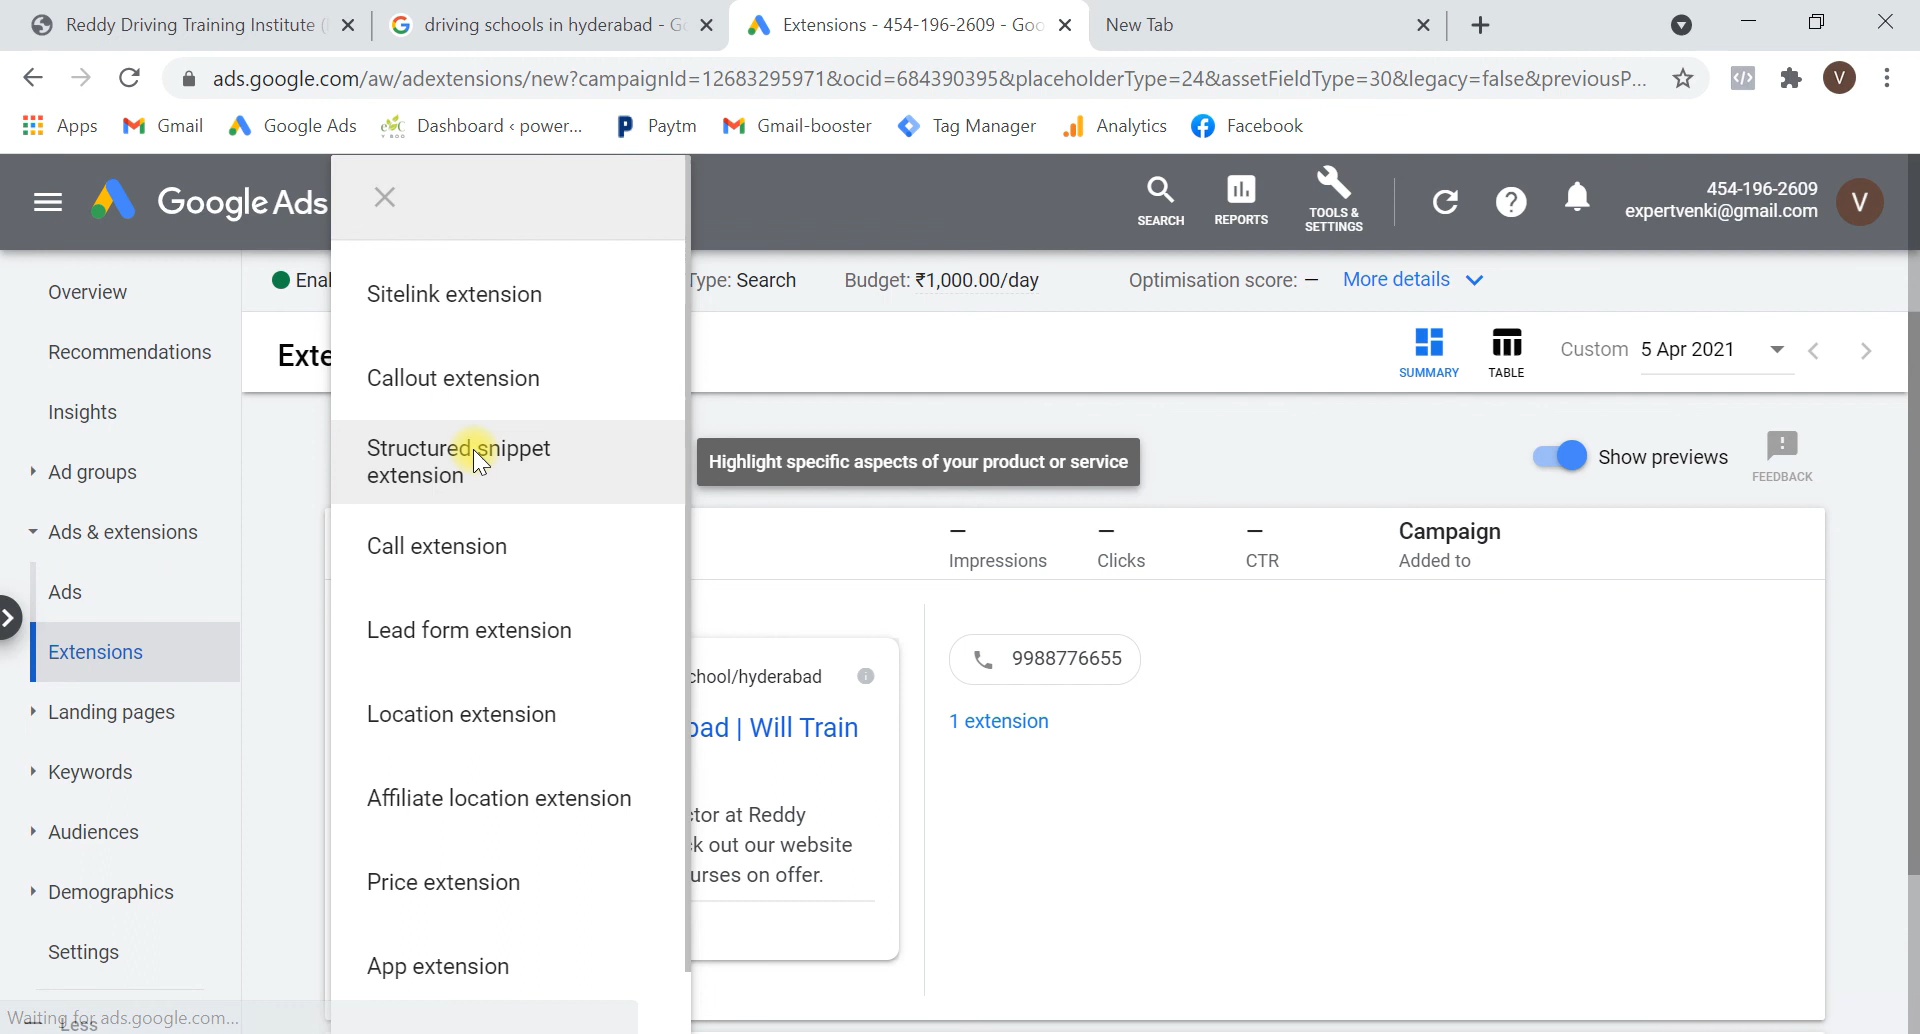 Reddy Driving Training Institute (
driving schools in hyderabad - Go
Extensions - 454-196-2609 - Goo
New Tab
ads.google.com/aw/adextensions/new?campaignId=12683295971&ocid=684390395&placeholderType=24&assetFieldType=30&legacy=false&previousP...
V
Apps
Gmail
Google Ads
Dashboard ‹ power...
Paytm
Gmail-booster
Tag Manager
Analytics
Facebook
Google Ads
SEARCH
REPORTS
TOOLS &
SETTINGS
454-196-2609
expertvenki@gmail.com
V
Overview
Recommendations
Insights
Ad groups
Ads & extensions
Ads
Extensions
Landing pages
Keywords
Audiences
Demographics
Settings
Less
Waiting for ads.google.com...
Enal
Type: Search
Budget: ₹1,000.00/day
Optimisation score: –
More details
Exte
SUMMARY
TABLE
Custom 5 Apr 2021
Sitelink extension
Callout extension
Structured snippet
extension
Call extension
Lead form extension
Location extension
Affiliate location extension
Price extension
App extension
Highlight specific aspects of your product or service
Show previews
FEEDBACK
–
Impressions
–
Clicks
–
CTR
Campaign
Added to
chool/hyderabad
bad | Will Train
ctor at Reddy
ck out our website
urses on offer.
9988776655
1 extension